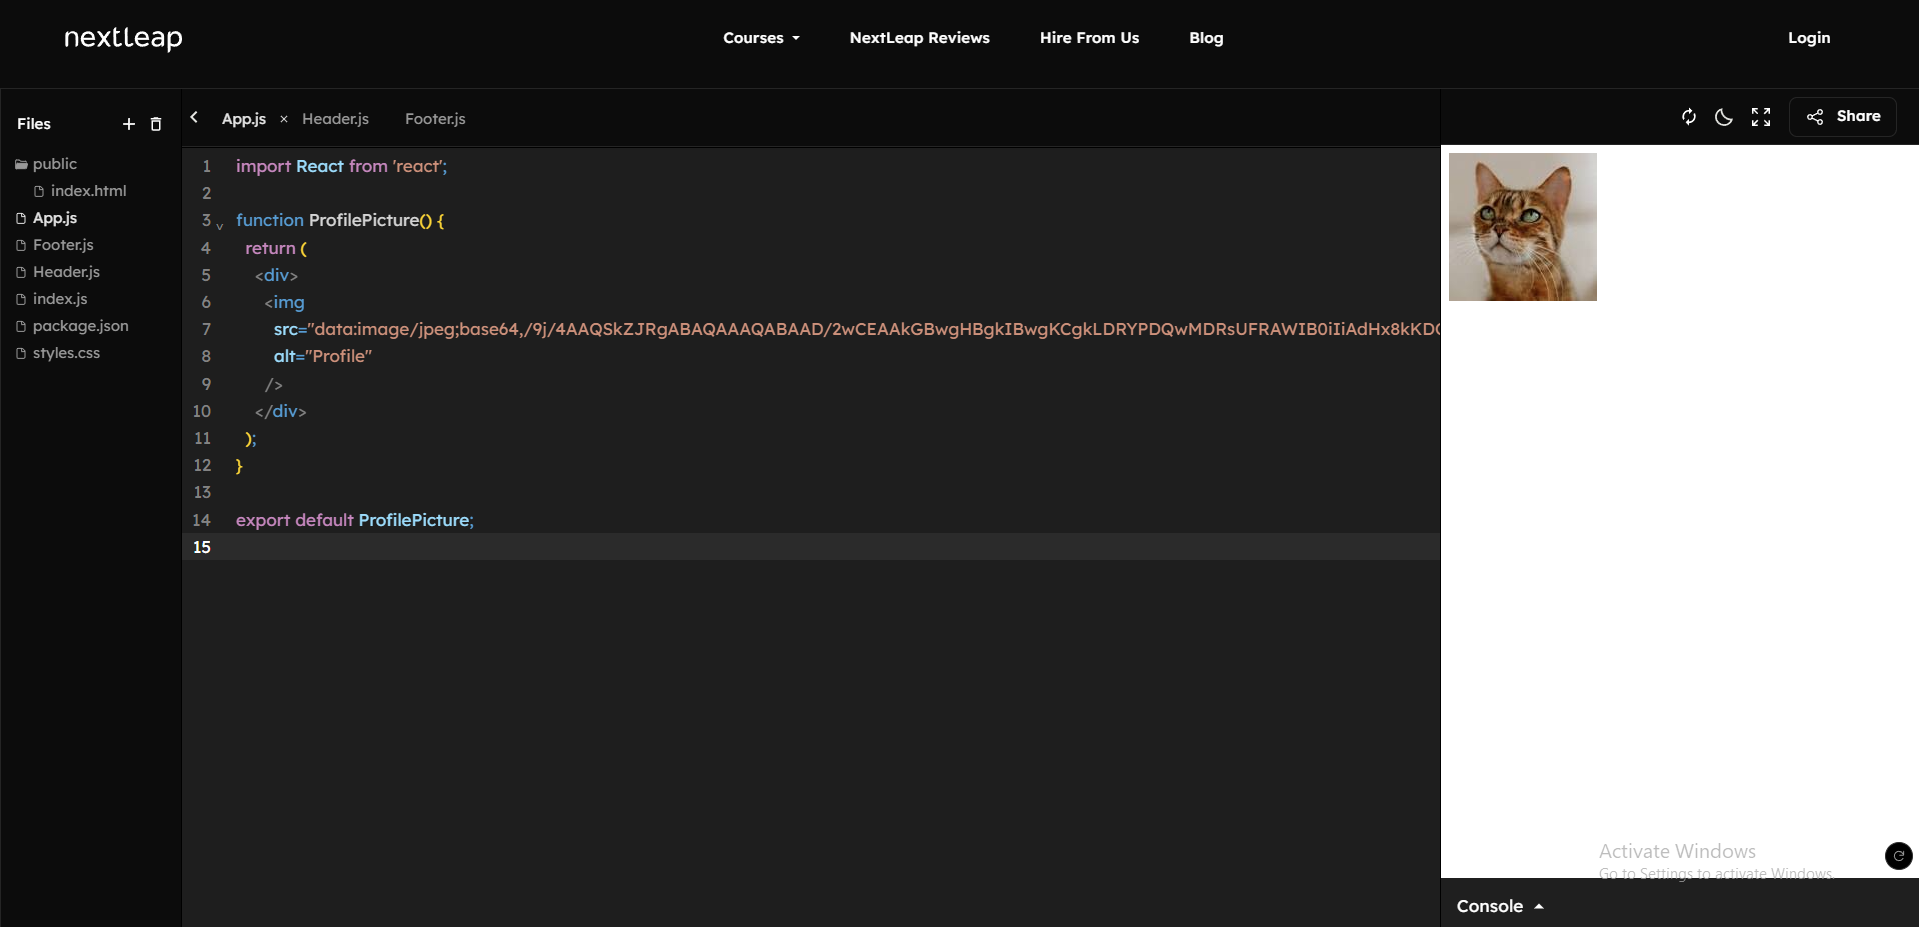 nextleap
Courses
NextLeap Reviews
Hire From Us
Blog
Login
Files
public
index.html
App.js
Footer.js
Header.js
index.js
package.json
styles.css
App.js × Header.js Footer.js
Share
1 import React from 'react';
2
3 function ProfilePicture() {
4 return (
5 <div>
6 <img
7 src="data:image/jpeg;base64,/9j/4AAQSkZJRgABAQAAAQABAAD/2wCEAAkGBwgHBgkIBwgKCgkLDRYPDQwMDRsUFRAWIB0iIiAdHx8kKD
8 alt="Profile"
9 />
10 </div>
11 );
12 }
13
14 export default ProfilePicture;
15
Activate Windows
Go to Settings to activate Windows.
Console